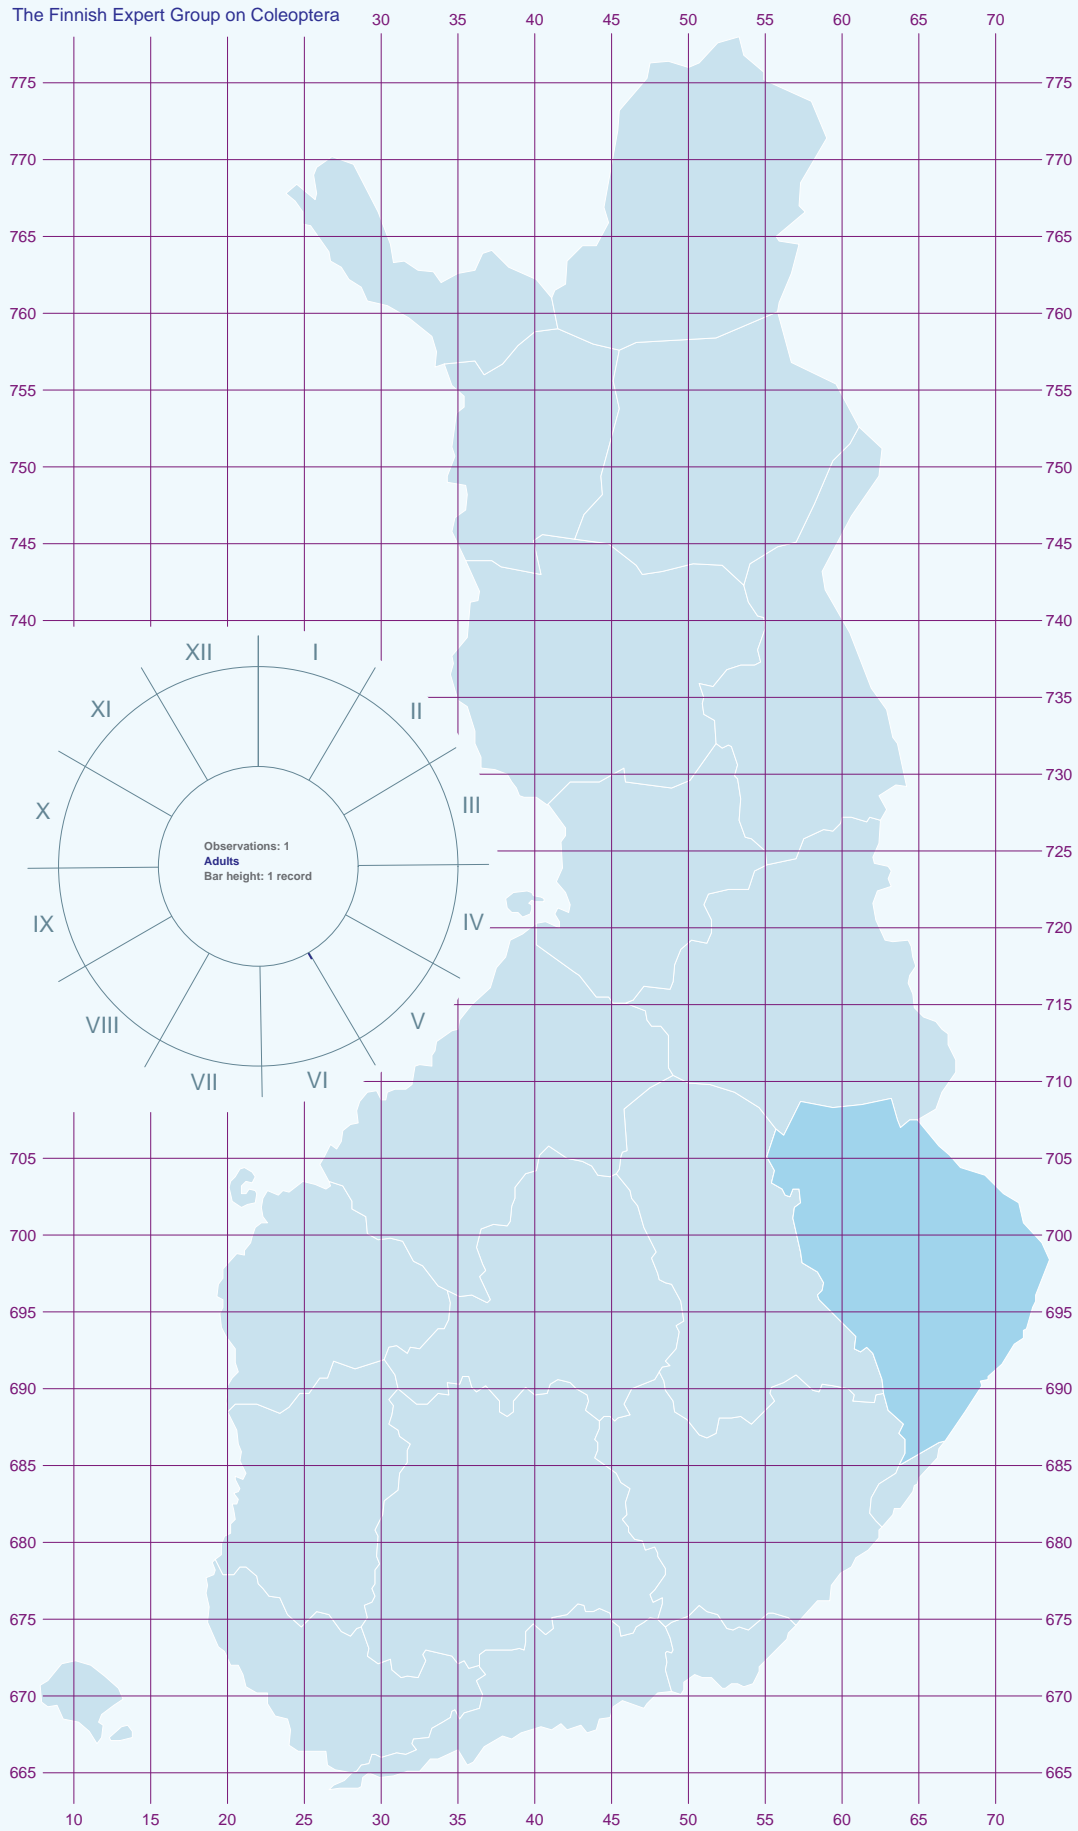 The Finnish Expert Group on Coleoptera
30 35 40 45 50 55 60 65 70
775 775
770 770
765 765
760 760
755 755
750 750
745 745
740 740
XII I
735
XI II
730
III
X
Observations: 1
Adults
Bar height: 1 record
725
IX IV
720
715
VIII V
VII VI
710 710
705 705
700 700
695 695
690 690
685 685
680 680
675 675
670 670
665 665
10 15 20 25 30 35 40 45 50 55 60 65 70